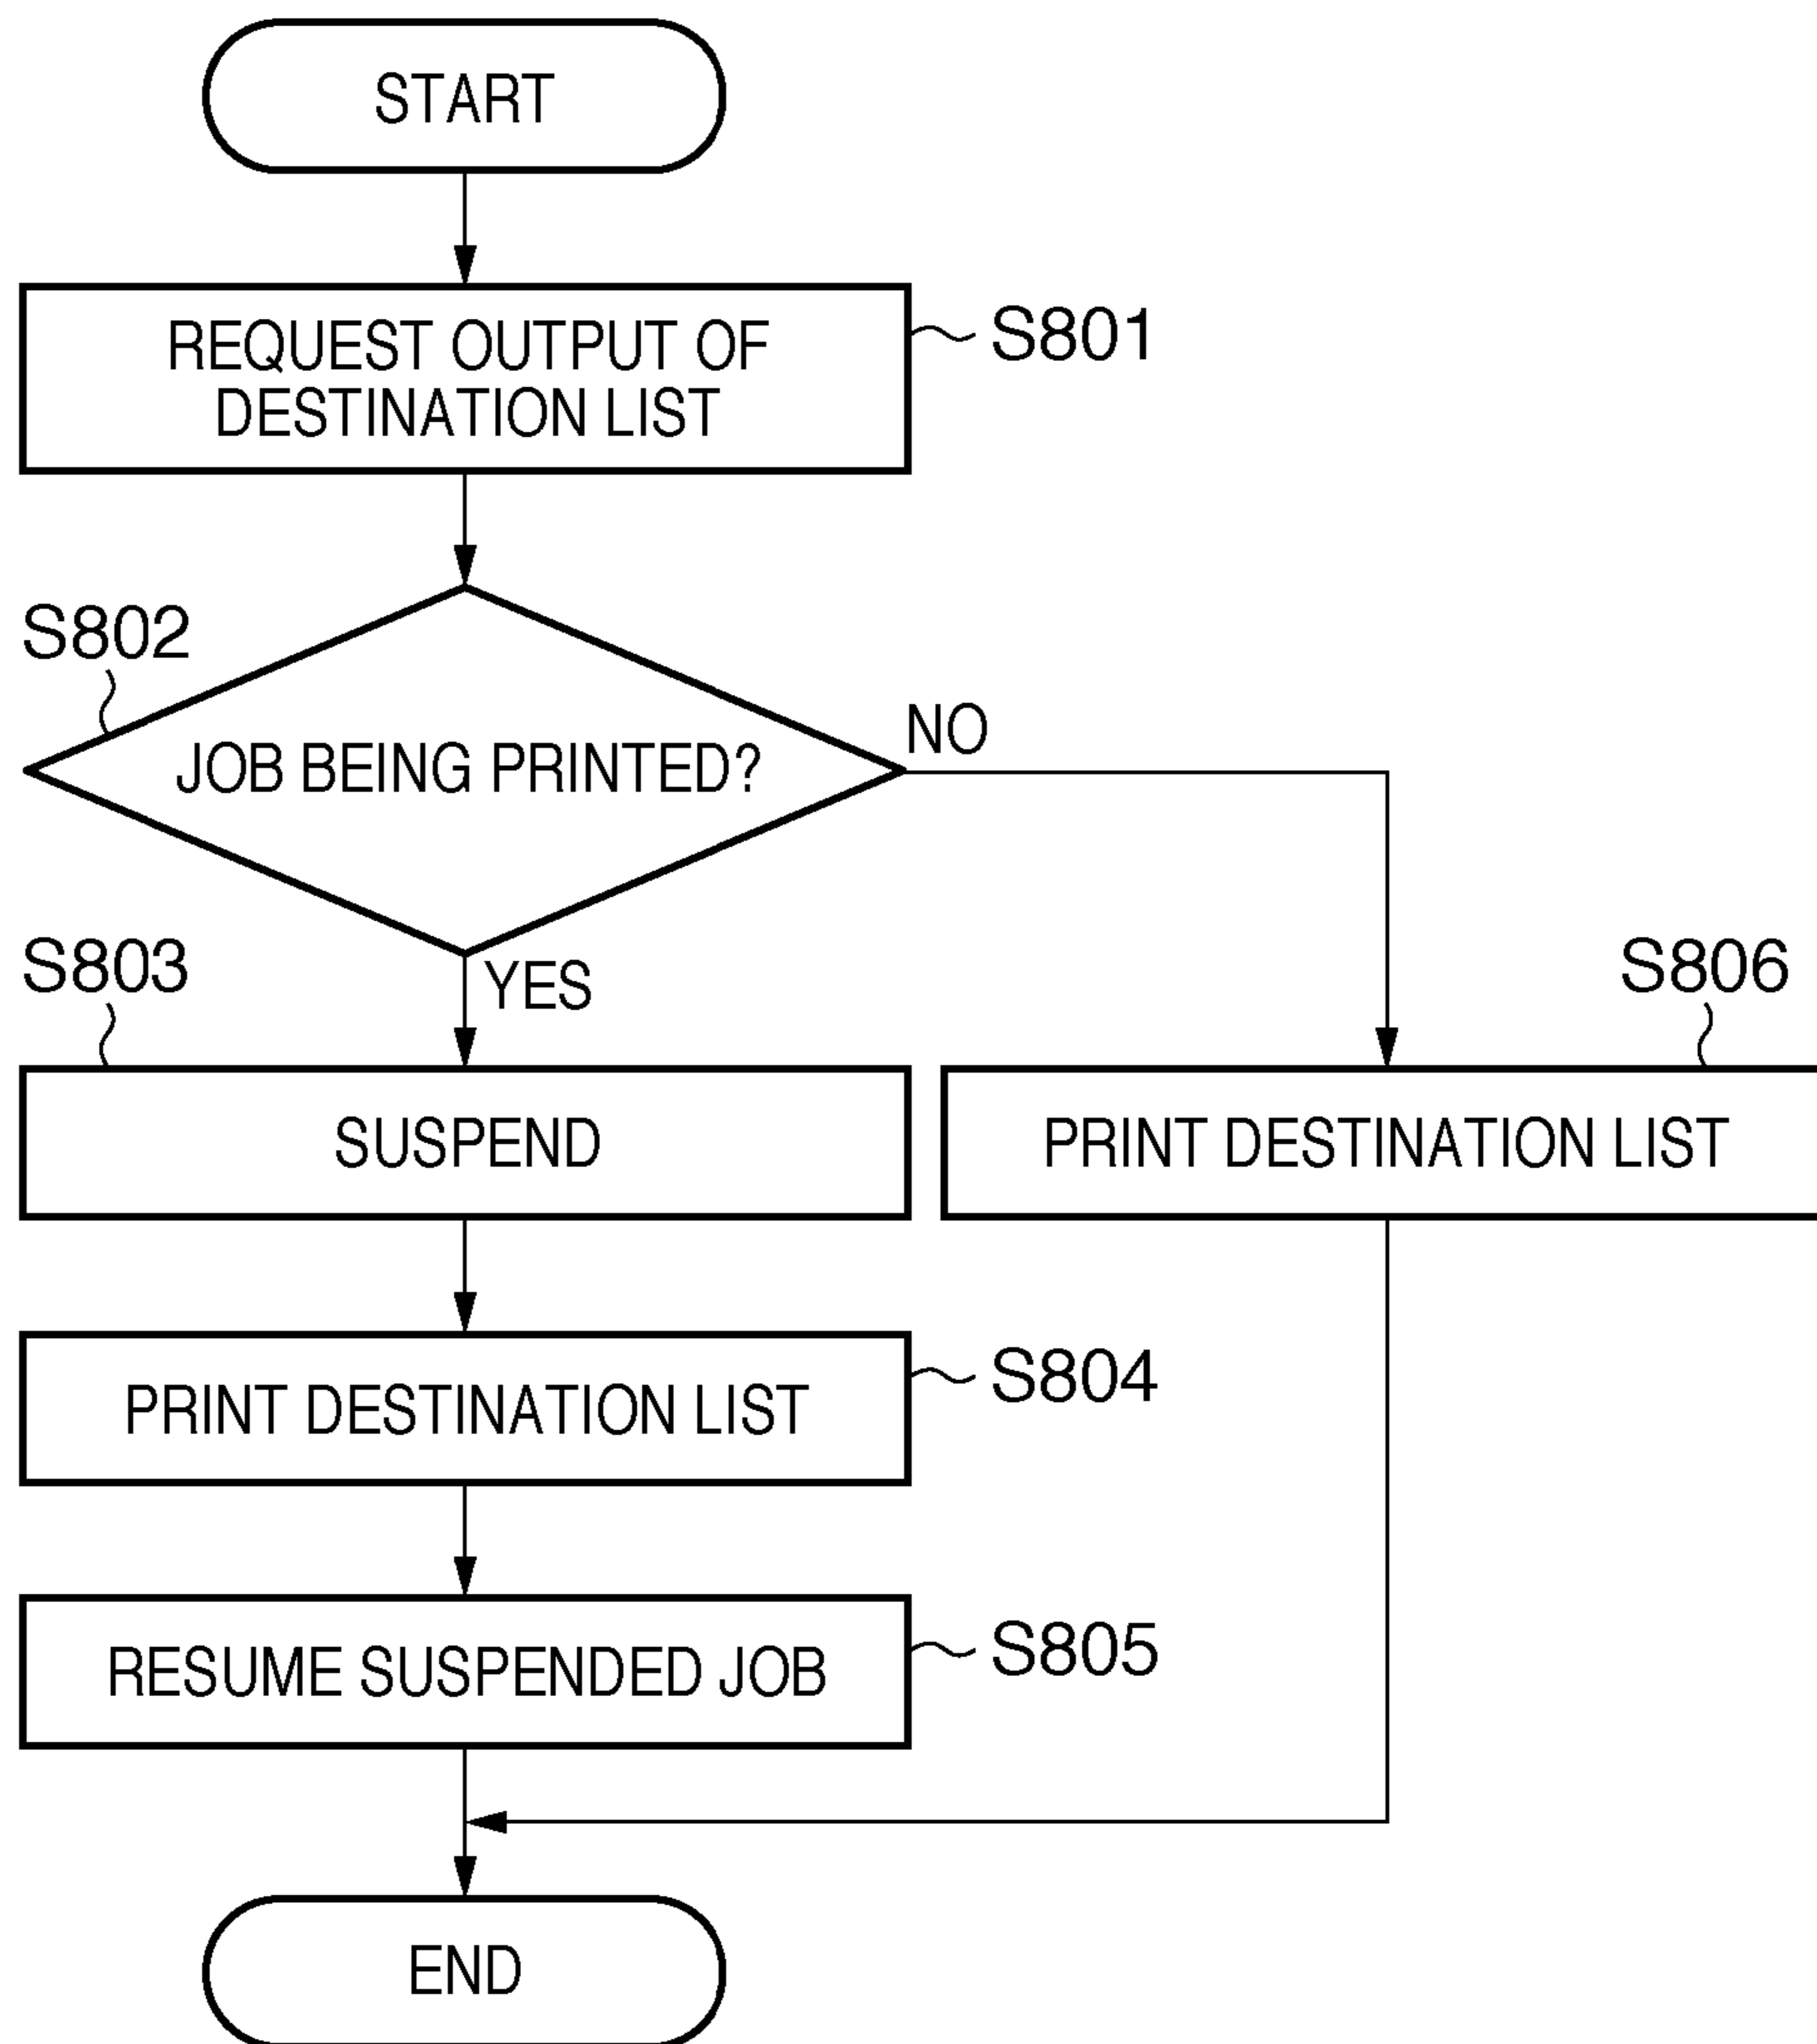 START
REQUEST OUTPUT OF
DESTINATION LIST
S801
S802
JOB BEING PRINTED?
NO
YES
S803
SUSPEND
S806
PRINT DESTINATION LIST
PRINT DESTINATION LIST
S804
RESUME SUSPENDED JOB
S805
END